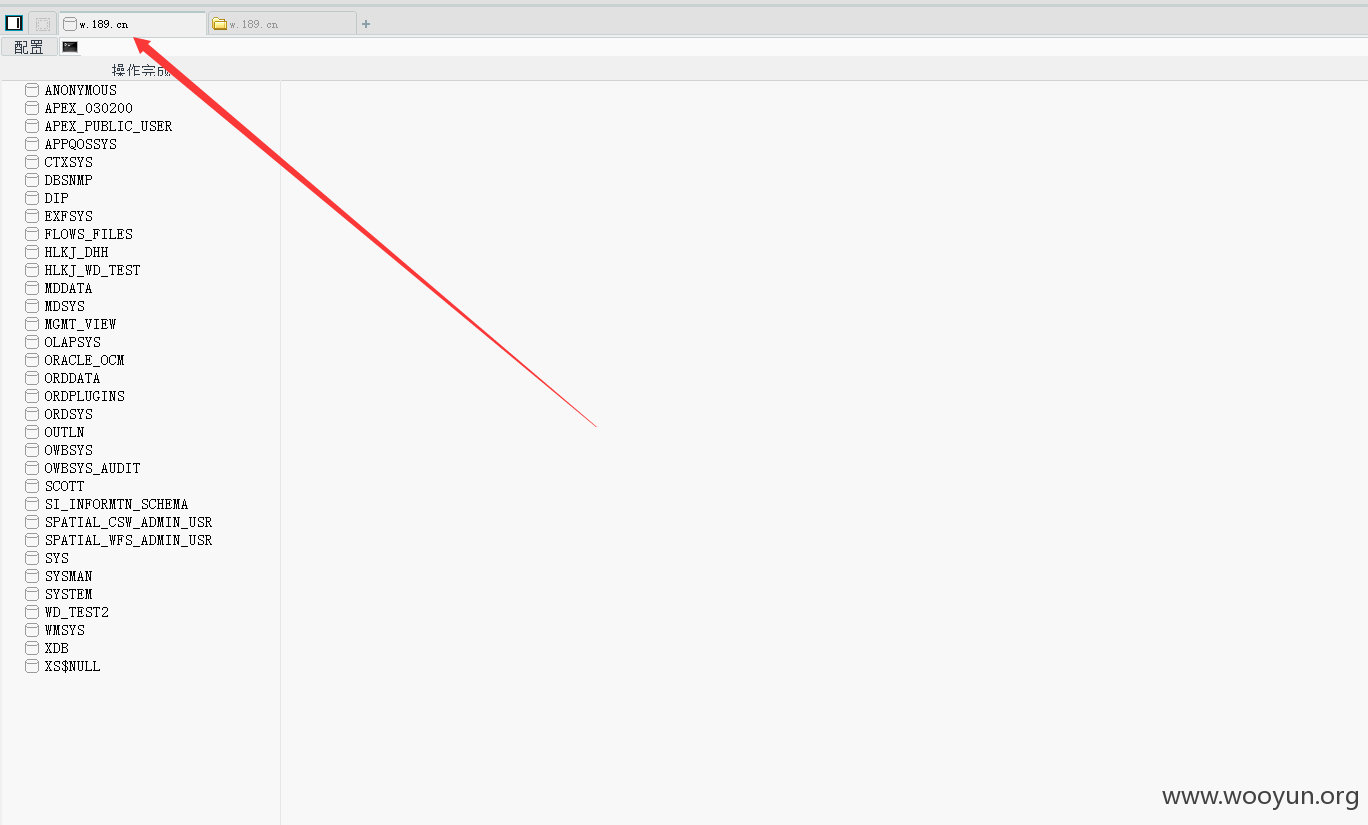 w.189.cn w.189.cn +
配置
操作完成
ANONYMOUS
APEX_030200
APEX_PUBLIC_USER
APPQOSSYS
CTXSYS
DBSNMP
DIP
EXFSYS
FLOWS_FILES
HLKJ_DHH
HLKJ_WD_TEST
MDDATA
MDSYS
MGMT_VIEW
OLAPSYS
ORACLE_OCM
ORDDATA
ORDPLUGINS
ORDSYS
OUTLN
OWBSYS
OWBSYS_AUDIT
SCOTT
SI_INFORMTN_SCHEMA
SPATIAL_CSW_ADMIN_USR
SPATIAL_WFS_ADMIN_USR
SYS
SYSMAN
SYSTEM
WD_TEST2
WMSYS
XDB
XS$NULL
www.wooyun.org